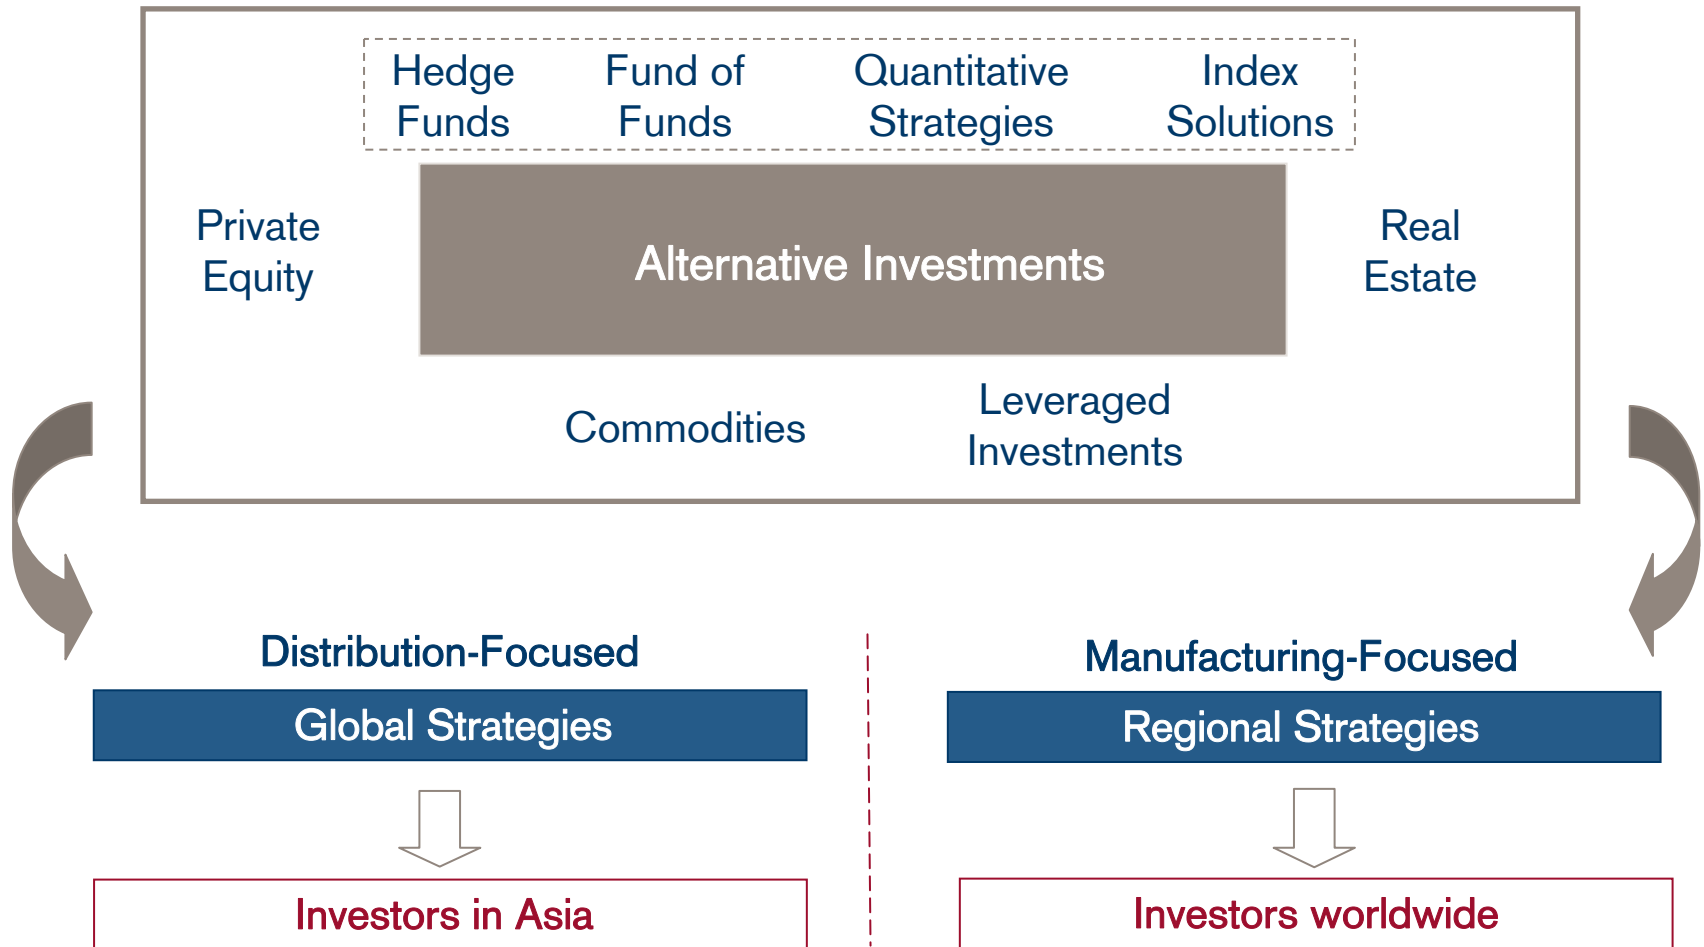 Hedge Funds
Fund of Funds
Quantitative Strategies
Index Solutions
Private Equity
Alternative Investments
Real Estate
Commodities
Leveraged Investments
Distribution-Focused
Global Strategies
Investors in Asia
Manufacturing-Focused
Regional Strategies
Investors worldwide